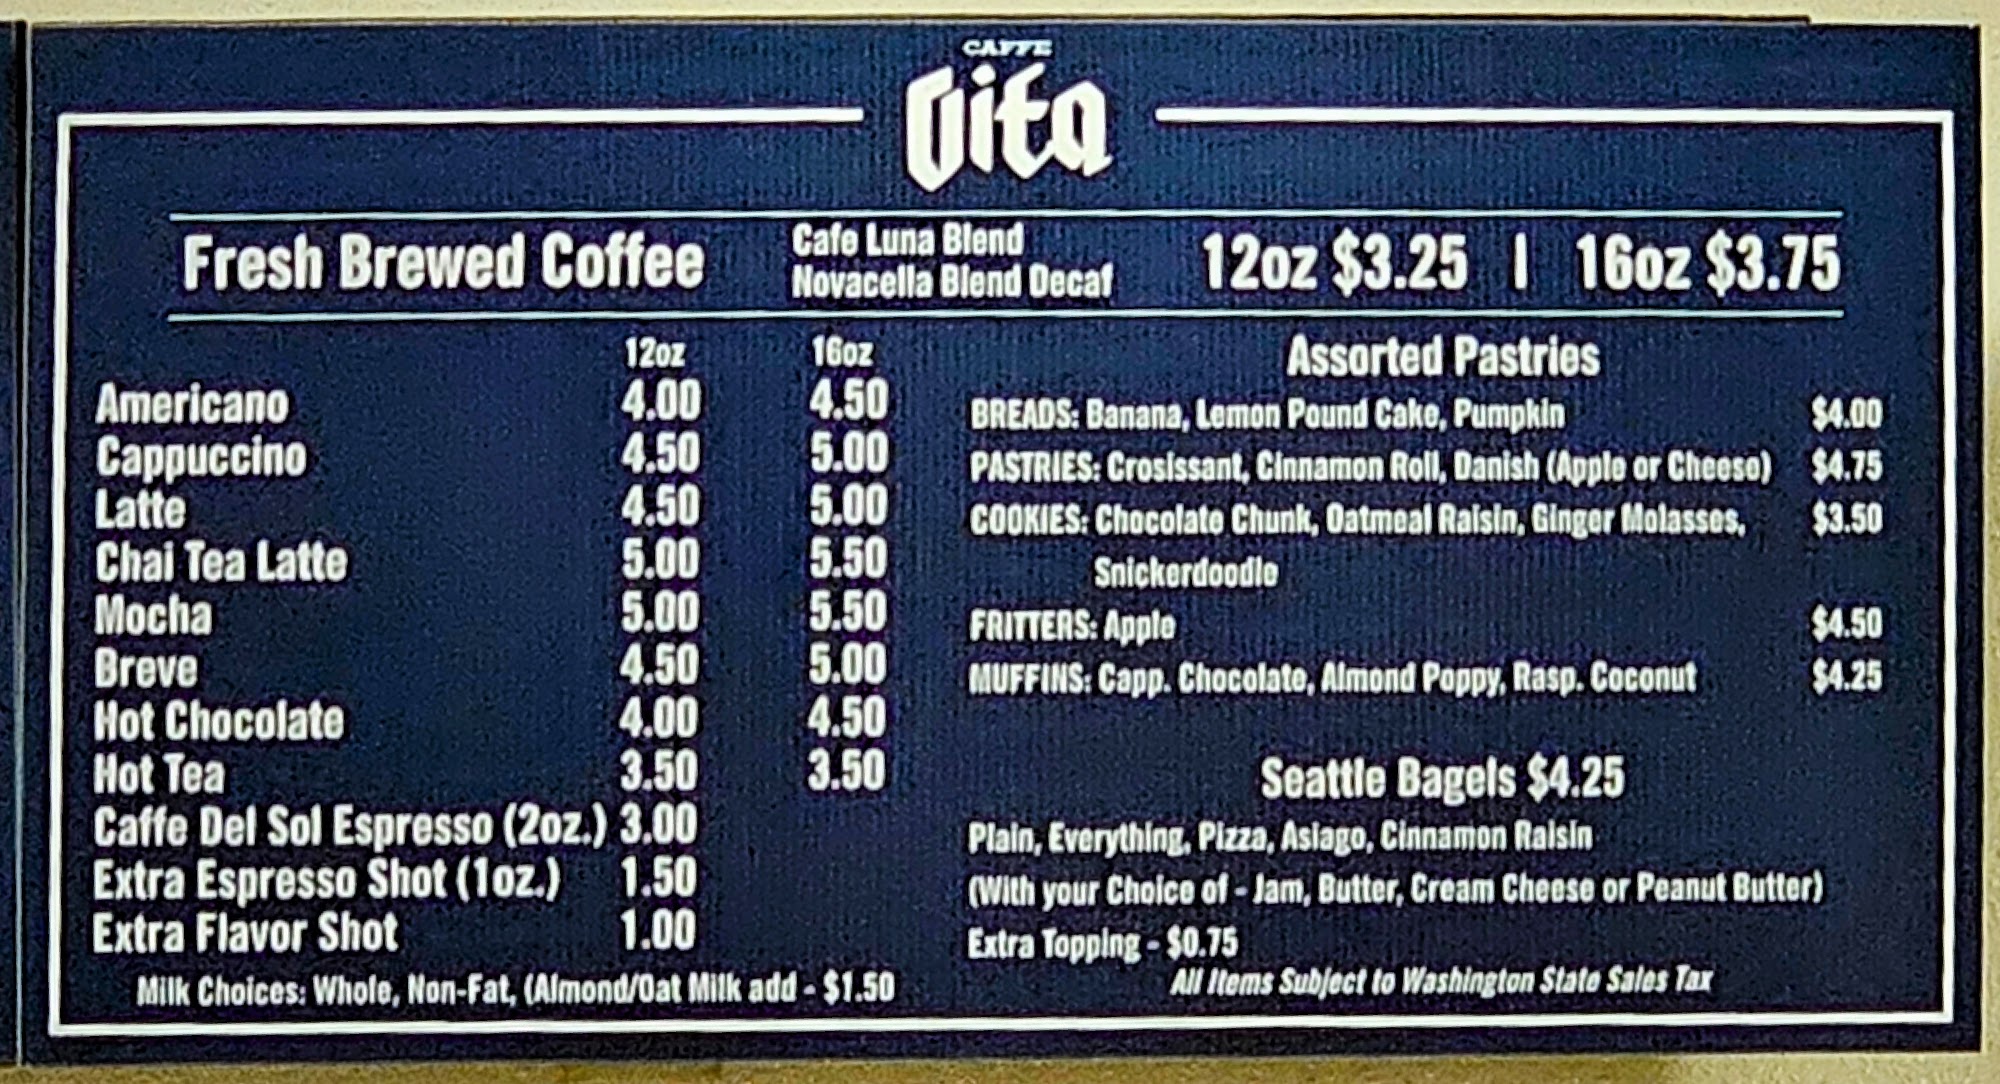 CAFFE
Vita
Fresh Brewed Coffee
Cafe Luna Blend
Novacella Blend Decaf
12oz $3.25 | 16oz $3.75
12oz 16oz
Americano 4.00 4.50
Cappuccino 4.50 5.00
Latte 4.50 5.00
Chai Tea Latte 5.00 5.50
Mocha 5.00 5.50
Breve 4.50 5.00
Hot Chocolate 4.00 4.50
Hot Tea 3.50 3.50
Caffe Del Sol Espresso (2oz.) 3.00
Extra Espresso Shot (1oz.) 1.50
Extra Flavor Shot 1.00
Milk Choices: Whole, Non-Fat, (Almond/Oat Milk add - $1.50
Assorted Pastries
BREADS: Banana, Lemon Pound Cake, Pumpkin $4.00
PASTRIES: Crosissant, Cinnamon Roll, Danish (Apple or Cheese) $4.75
COOKIES: Chocolate Chunk, Oatmeal Raisin, Ginger Molasses, $3.50
Snickerdoodle
FRITTERS: Apple $4.50
MUFFINS: Capp. Chocolate, Almond Poppy, Rasp. Coconut $4.25
Seattle Bagels $4.25
Plain, Everything, Pizza, Asiago, Cinnamon Raisin
(With your Choice of - Jam, Butter, Cream Cheese or Peanut Butter)
Extra Topping - $0.75
All Items Subject to Washington State Sales Tax